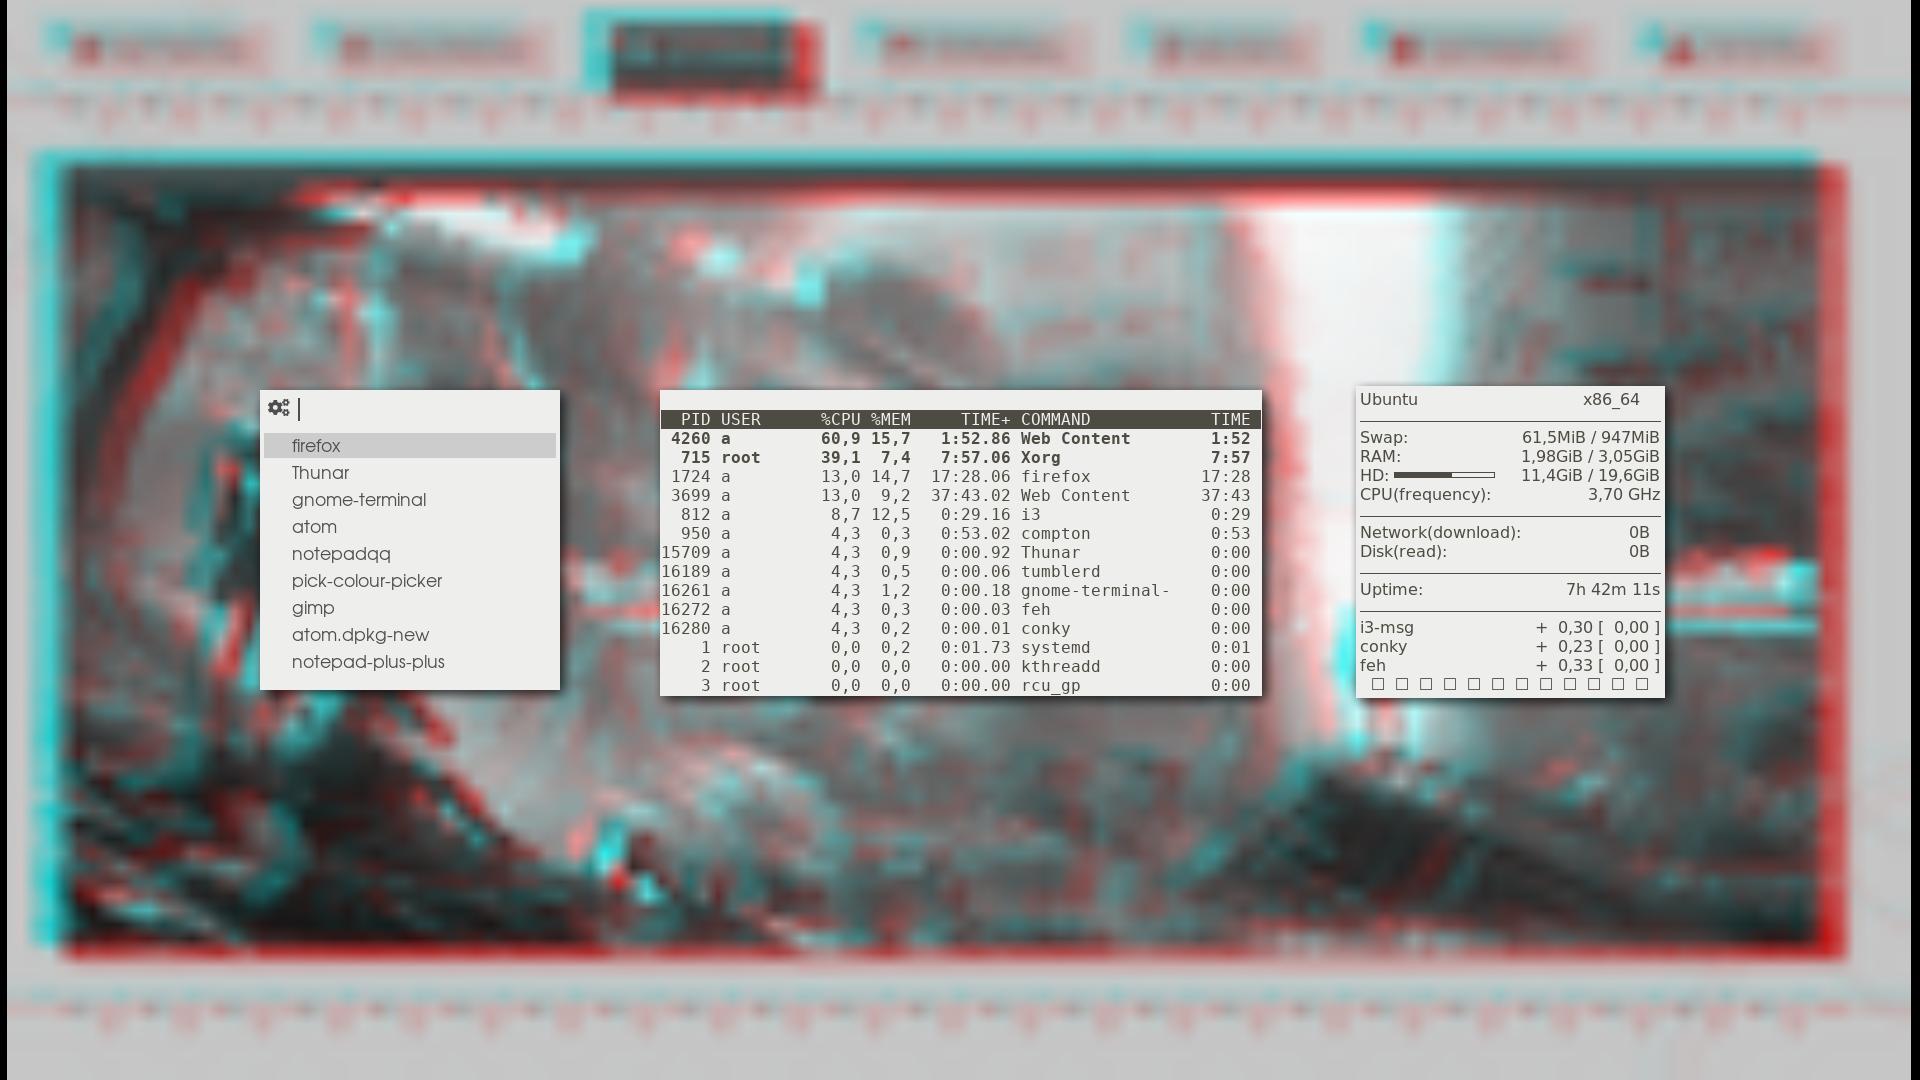 firefox
Thunar
gnome-terminal
atom
notepadqq
pick-colour-picker
gimp
atom.dpkg-new
notepad-plus-plus
PID USER %CPU %MEM TIME+ COMMAND TIME
4260 a 60,9 15,7 1:52.86 Web Content 1:52
715 root 39,1 7,4 7:57.06 Xorg 7:57
1724 a 13,0 14,7 17:28.06 firefox 17:28
3699 a 13,0 9,2 37:43.02 Web Content 37:43
812 a 8,7 12,5 0:29.16 i3 0:29
950 a 4,3 0,3 0:53.02 compton 0:53
15709 a 4,3 0,9 0:00.92 Thunar 0:00
16189 a 4,3 0,5 0:00.06 tumblerd 0:00
16261 a 4,3 1,2 0:00.18 gnome-terminal- 0:00
16272 a 4,3 0,3 0:00.03 feh 0:00
16280 a 4,3 0,2 0:00.01 conky 0:00
1 root 0,0 0,2 0:01.73 systemd 0:01
2 root 0,0 0,0 0:00.00 kthreadd 0:00
3 root 0,0 0,0 0:00.00 rcu_gp 0:00
Ubuntu x86_64
Swap: 61,5MiB / 947MiB
RAM: 1,98GiB / 3,05GiB
HD: 11,4GiB / 19,6GiB
CPU(frequency): 3,70 GHz
Network(download): 0B
Disk(read): 0B
Uptime: 7h 42m 11s
i3-msg + 0,30 [ 0,00 ]
conky + 0,23 [ 0,00 ]
feh + 0,33 [ 0,00 ]